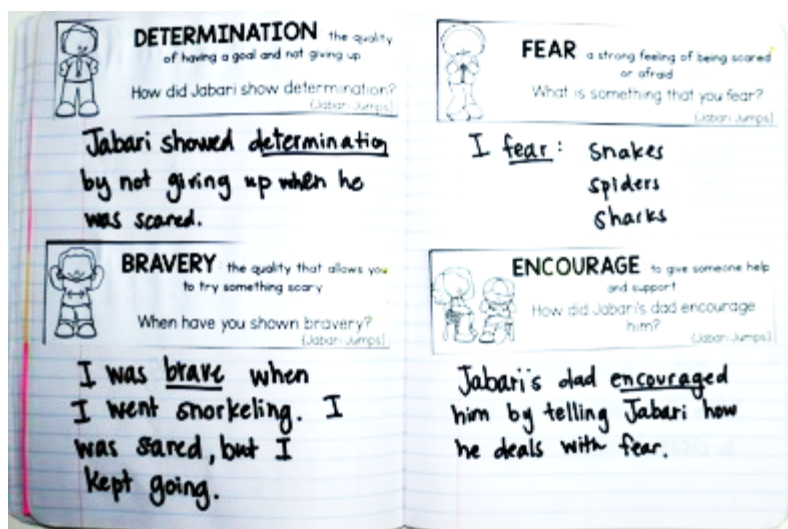 DETERMINATION the quality
of having a goal and not giving up
How did Jabari show determination?
(Jabari Jumps)
Jabari showed determination
by not giving up when he
was scared.
BRAVERY the quality that allows you
to try something scary
When have you shown bravery?
(Jabari Jumps)
I was brave when
I went snorkeling. I
was sared, but I
kept going.
FEAR a strong feeling of being scared
or afraid
What is something that you fear?
(Jabari Jumps)
I fear: snakes
spiders
sharks
ENCOURAGE to give someone help
and support
How did Jabari's dad encourage
him?
(Jabari Jumps)
Jabari's dad encouraged
him by telling Jabari how
he deals with fear.